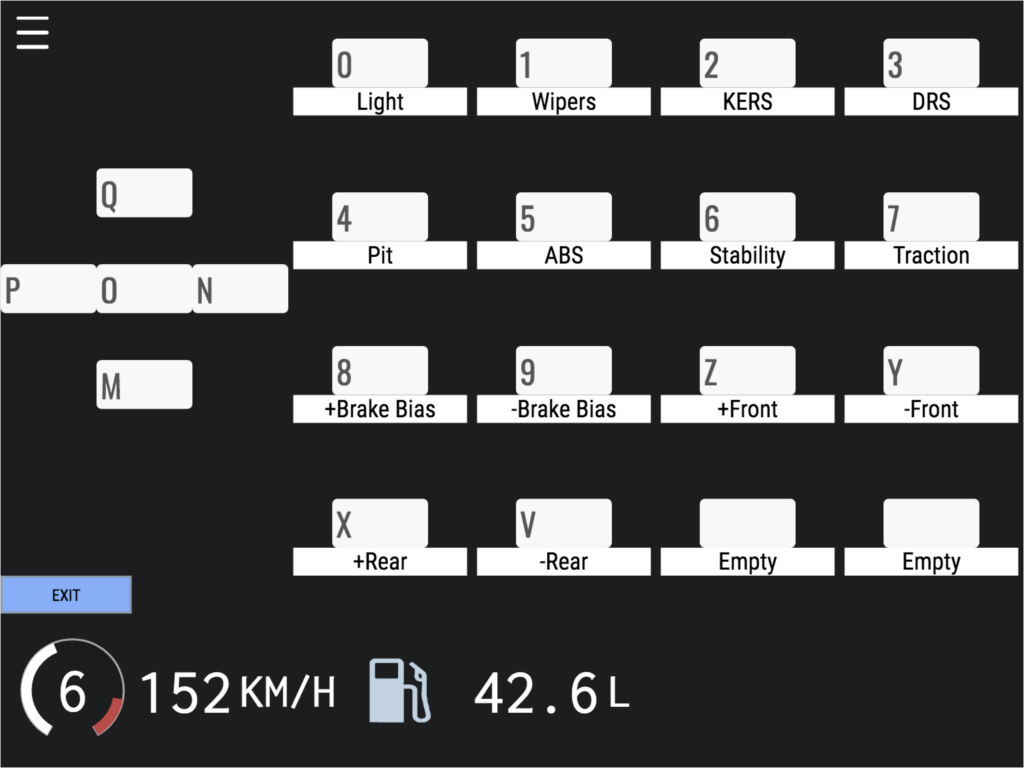 0 1 2 3
Light Wipers KERS DRS
Q
4 5 6 7
Pit ABS Stability Traction
P O N
M
8 9 Z Y
+Brake Bias -Brake Bias +Front -Front
X V
+Rear -Rear Empty Empty
EXIT
6 152 KM/H 42.6 L